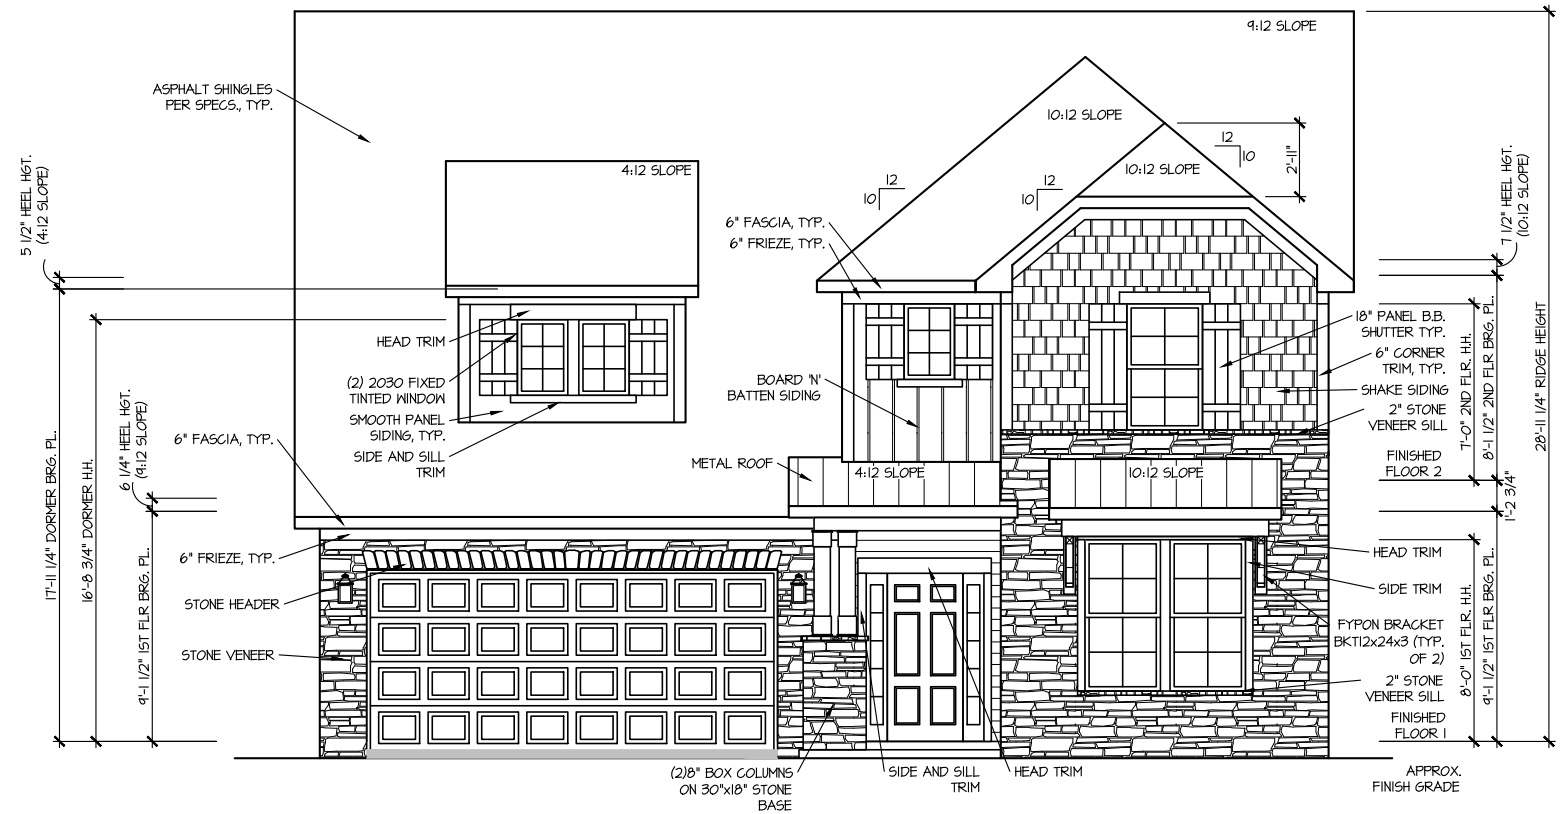 9:12 SLOPE
ASPHALT SHINGLES
PER SPECS., TYP.
10:12 SLOPE
12
10
2'-11"
4:12 SLOPE
10:12 SLOPE
12
10
12
10
5 1/2" HEEL HGT.
(4:12 SLOPE)
7 1/2" HEEL HGT.
(10:12 SLOPE)
6" FASCIA, TYP.
6" FRIEZE, TYP.
18" PANEL B.B.
SHUTTER TYP.
HEAD TRIM
6" CORNER
TRIM, TYP.
(2) 2030 FIXED
TINTED WINDOW
BOARD 'N'
BATTEN SIDING
SHAKE SIDING
SMOOTH PANEL
SIDING, TYP.
2" STONE
VENEER SILL
6" FASCIA, TYP.
SIDE AND SILL
TRIM
METAL ROOF
4:12 SLOPE
10:12 SLOPE
FINISHED
FLOOR 2
17'-11 1/4" DORMER BRG. PL.
16'-8 3/4" DORMER H.H.
6 1/4" HEEL HGT.
(9:12 SLOPE)
9'-11 1/2" 1ST FLR BRG. PL.
7'-0" 2ND FLR. H.H.
8'-11 1/2" 2ND FLR BRG. PL.
28'-11 1/4" RIDGE HEIGHT
1'-2 3/4"
6" FRIEZE, TYP.
HEAD TRIM
STONE HEADER
SIDE TRIM
STONE VENEER
FYPON BRACKET
BKT12x24x3 (TYP.
OF 2)
2" STONE
VENEER SILL
8'-0" 1ST FLR. H.H.
9'-11 1/2" 1ST FLR BRG. PL.
FINISHED
FLOOR 1
(2)8" BOX COLUMNS
ON 30"x18" STONE
BASE
SIDE AND SILL
TRIM
HEAD TRIM
APPROX.
FINISH GRADE